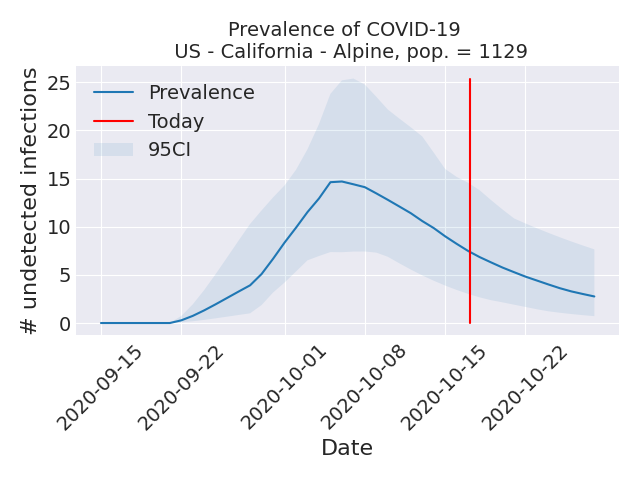 Prevalence of COVID-19
US - California - Alpine, pop. = 1129
# undetected infections
25
20
15
10
5
0
Prevalence
Today
95CI
2020-09-15
2020-09-22
2020-10-01
2020-10-08
2020-10-15
2020-10-22
Date